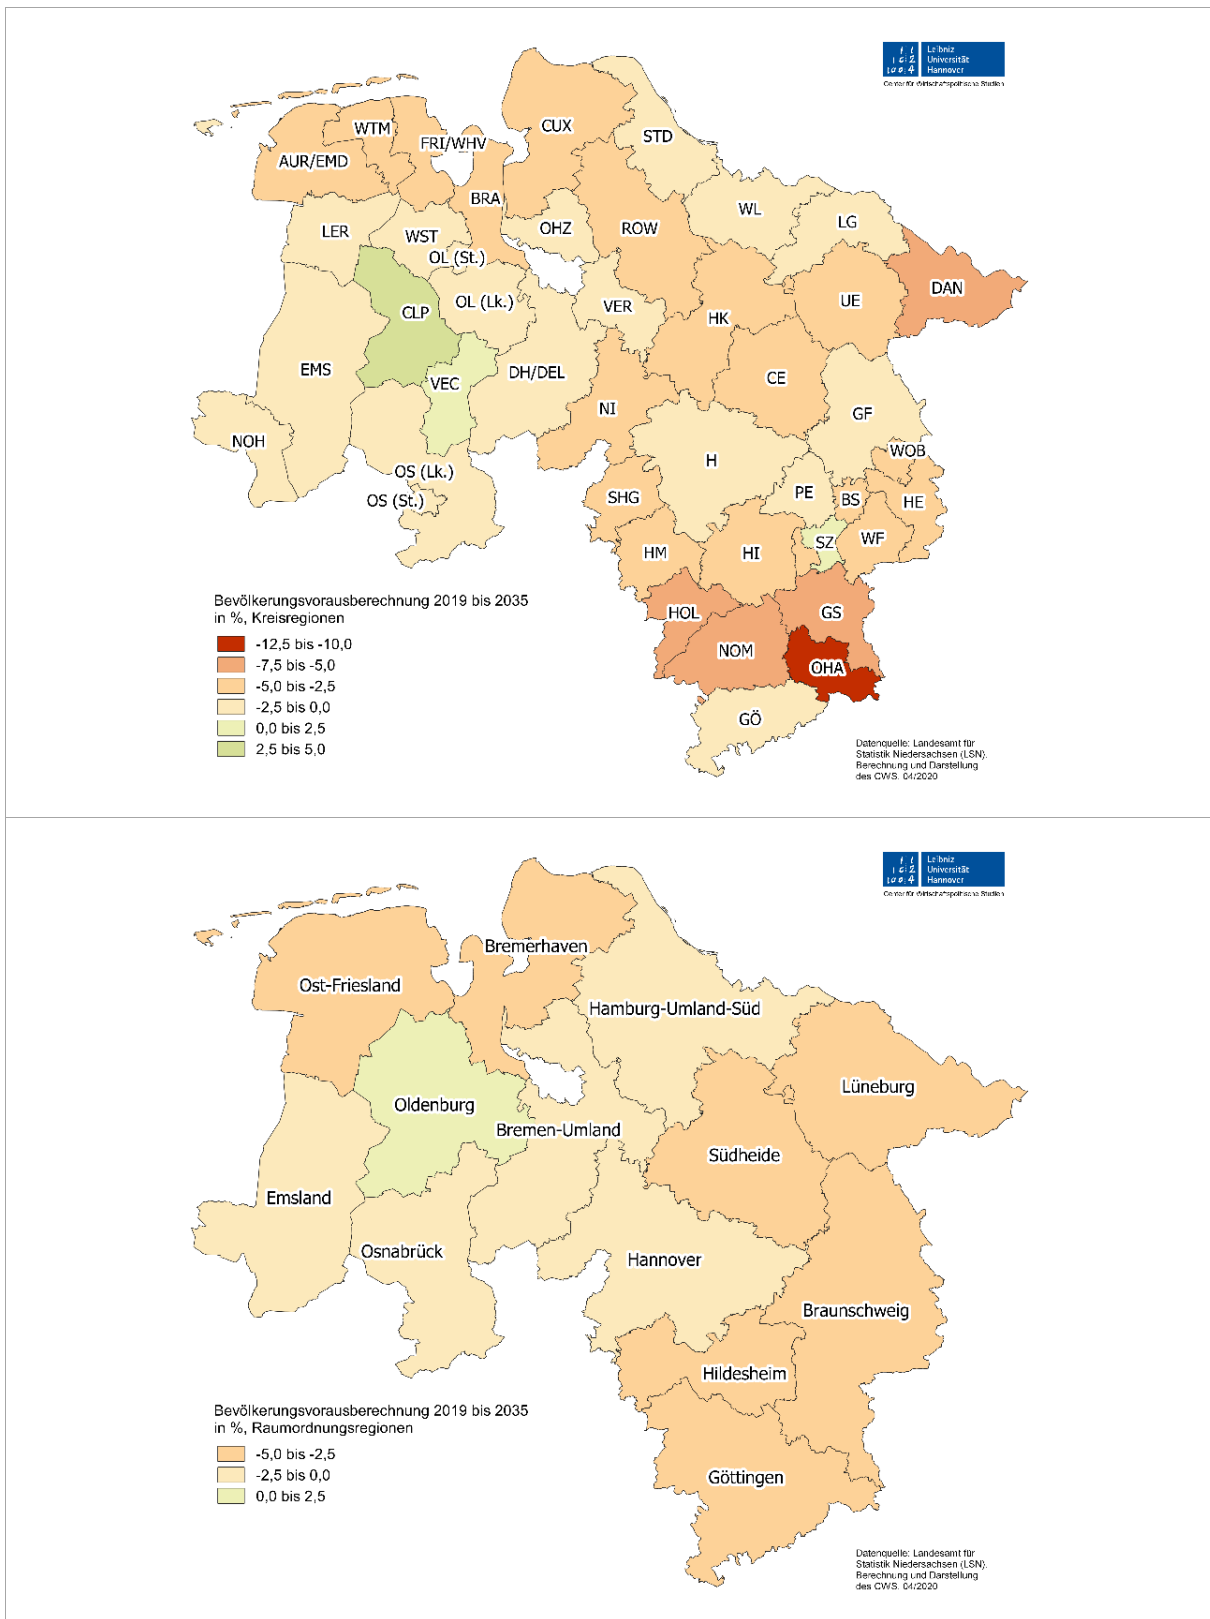 Leibniz
Universität
Hannover
Center für Wirtschaftspolitische Studien
WTM
FRI/WHV
CUX
STD
AUR/EMD
BRA
LER
WST
OHZ
ROW
WL
LG
OL (St.)
CLP
OL (Lk.)
VER
HK
UE
DAN
EMS
VEC
DH/DEL
CE
NI
GF
NOH
H
WOB
OS (Lk.)
OS (St.)
SHG
PE
BS
HE
HM
HI
SZ
WF
Bevölkerungsvorausberechnung 2019 bis 2035
in %, Kreisregionen
-12,5 bis -10,0
-7,5 bis -5,0
-5,0 bis -2,5
-2,5 bis 0,0
0,0 bis 2,5
2,5 bis 5,0
HOL
GS
NOM
OHA
GÖ
Datenquelle: Landesamt für
Statistik Niedersachsen (LSN).
Berechnung und Darstellung
des CWS. 04/2020
Leibniz
Universität
Hannover
Center für Wirtschaftspolitische Studien
Bremerhaven
Ost-Friesland
Hamburg-Umland-Süd
Lüneburg
Oldenburg
Bremen-Umland
Südheide
Emsland
Osnabrück
Hannover
Braunschweig
Hildesheim
Göttingen
Bevölkerungsvorausberechnung 2019 bis 2035
in %, Raumordnungsregionen
-5,0 bis -2,5
-2,5 bis 0,0
0,0 bis 2,5
Datenquelle: Landesamt für
Statistik Niedersachsen (LSN).
Berechnung und Darstellung
des CWS. 04/2020